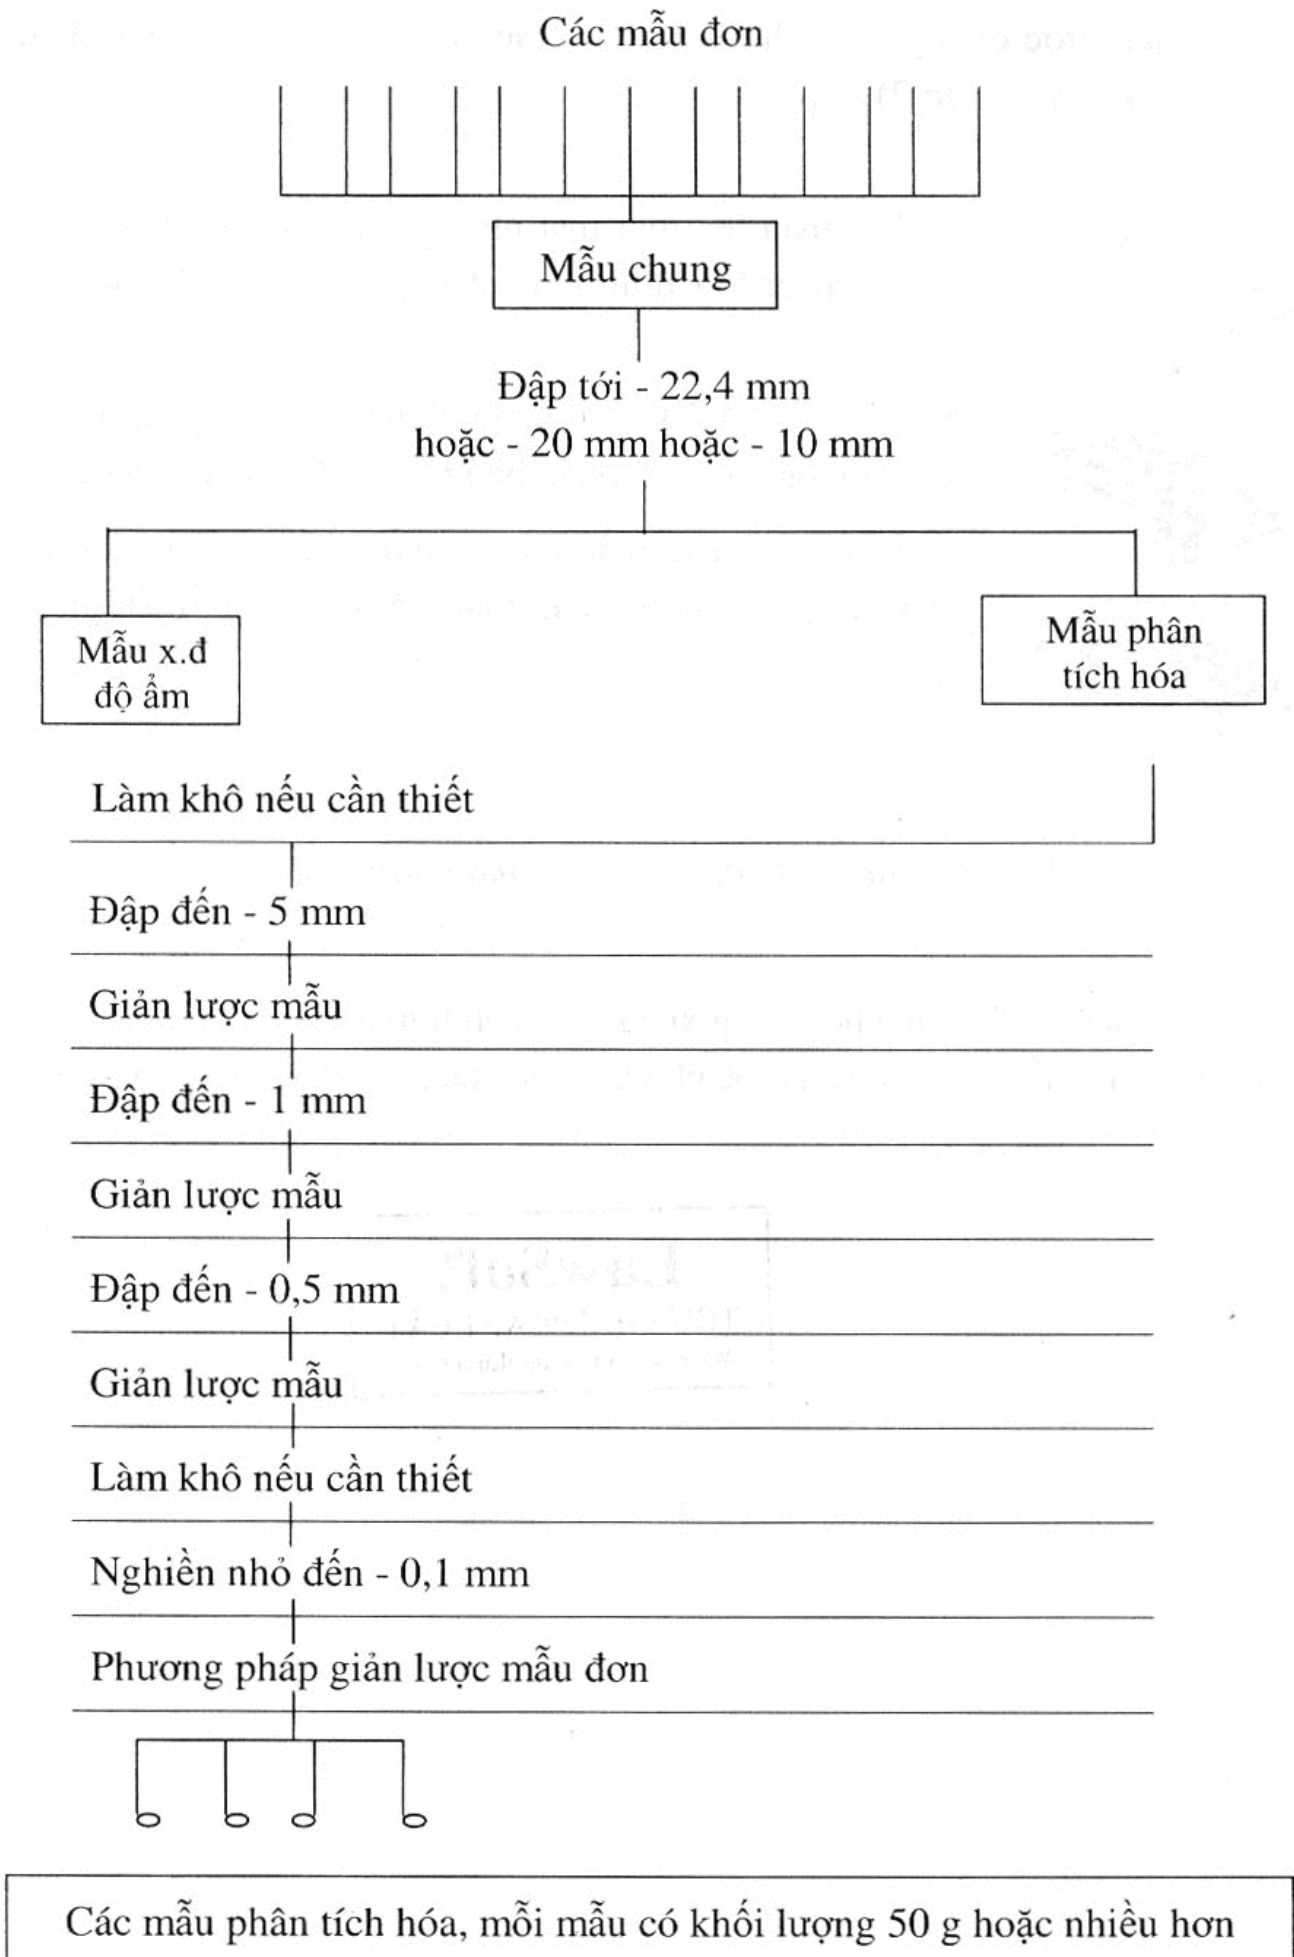 Các mẫu đơn
Mẫu chung
Đập tới - 22,4 mm
hoặc - 20 mm hoặc - 10 mm
Mẫu x.đ
độ ẩm
Mẫu phân
tích hóa
Làm khô nếu cần thiết
Đập đến - 5 mm
Giản lược mẫu
Đập đến - 1 mm
Giản lược mẫu
Đập đến - 0,5 mm
Giản lược mẫu
Làm khô nếu cần thiết
Nghiền nhỏ đến - 0,1 mm
Phương pháp giản lược mẫu đơn
Các mẫu phân tích hóa, mỗi mẫu có khối lượng 50 g hoặc nhiều hơn